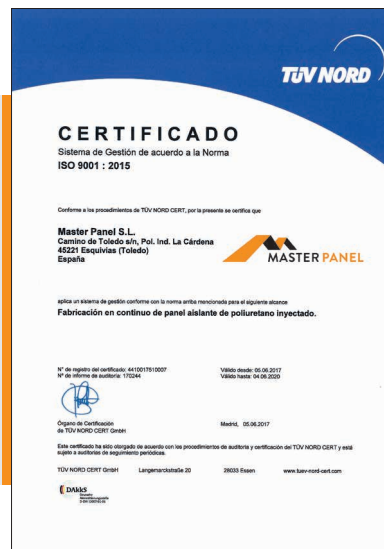 TÜV NORD
CERTIFICADO
Sistema de Gestión de acuerdo a la Norma
ISO 9001 : 2015
Conforme a los procedimientos de TÜV NORD CERT, por la presente se certifica que
Master Panel S.L.
Camino de Toledo s/n, Pol. Ind. La Cárdena
45221 Esquivias (Toledo)
España
MASTER PANEL
aplica un sistema de gestión conforme con la norma arriba mencionada para el siguiente alcance
Fabricación en continuo de panel aislante de poliuretano inyectado.
N° de registro del certificado: 4410017510007
Nº de informe de auditoría: 170244
Válido desde: 05.06.2017
Válido hasta: 04.06.2020
Órgano de Certificación
de TÜV NORD CERT GmbH
Madrid, 05.06.2017
Este certificado ha sido otorgado de acuerdo con los procedimientos de auditoría y certificación del TÜV NORD CERT y está
sujeto a auditorías de seguimiento periódicas.
TÜV NORD CERT GmbH Langemarckstraße 20 28033 Essen www.tuev-nord-cert.com
DAkkS